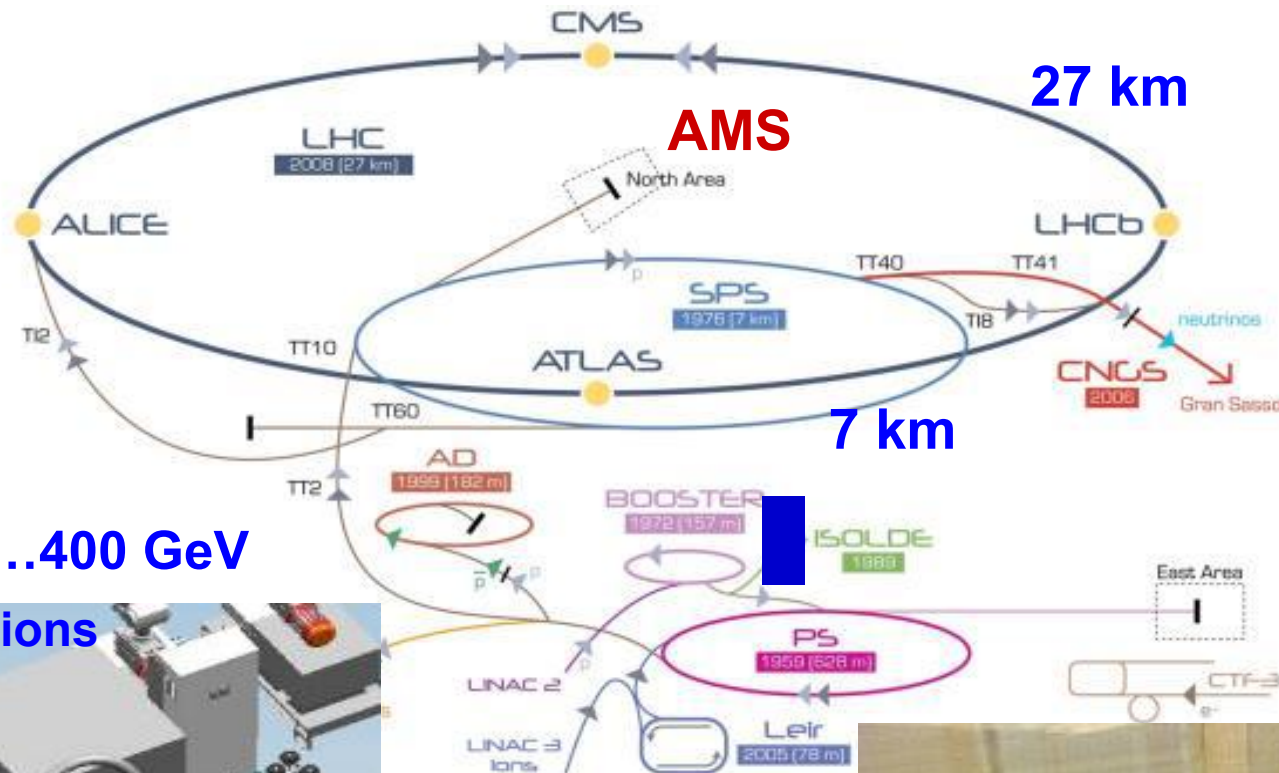 CMS
27 km
AMS
LHC
2008 (27 km)
North Area
ALICE
LHCb
TT40
TT41
p
SPS
1976 (7 km)
TI8
neutrinos
TI2
TT10
ATLAS
CNGS
2006
Gran Sasso
TT60
7 km
AD
1999 (182 m)
TT2
BOOSTER
1972 (157 m)
ISOLDE
1989
..400 GeV
p̄
p
East Area
ions
PS
1959 (628 m)
p
LINAC 2
CTF-3
e-
s
Leir
2005 (78 m)
LINAC 3
Ions